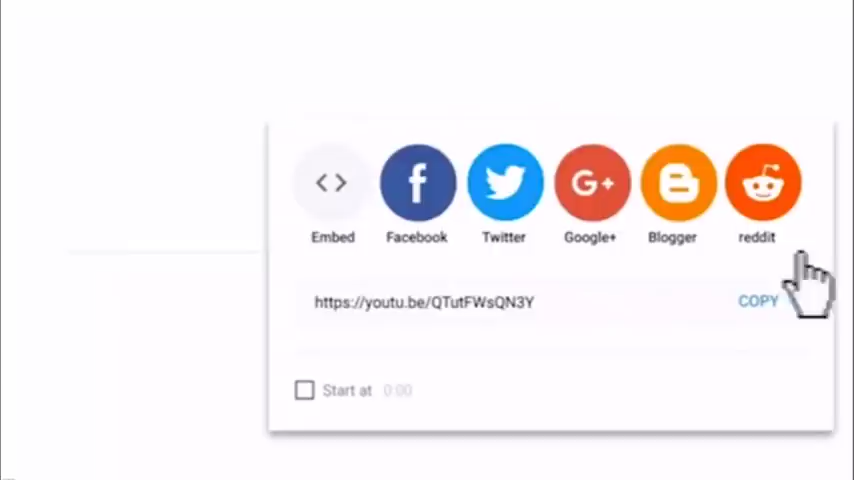 Embed Facebook Twitter Google+ Blogger reddit
https://youtu.be/QTutFWsQN3Y COPY
Start at 0:00